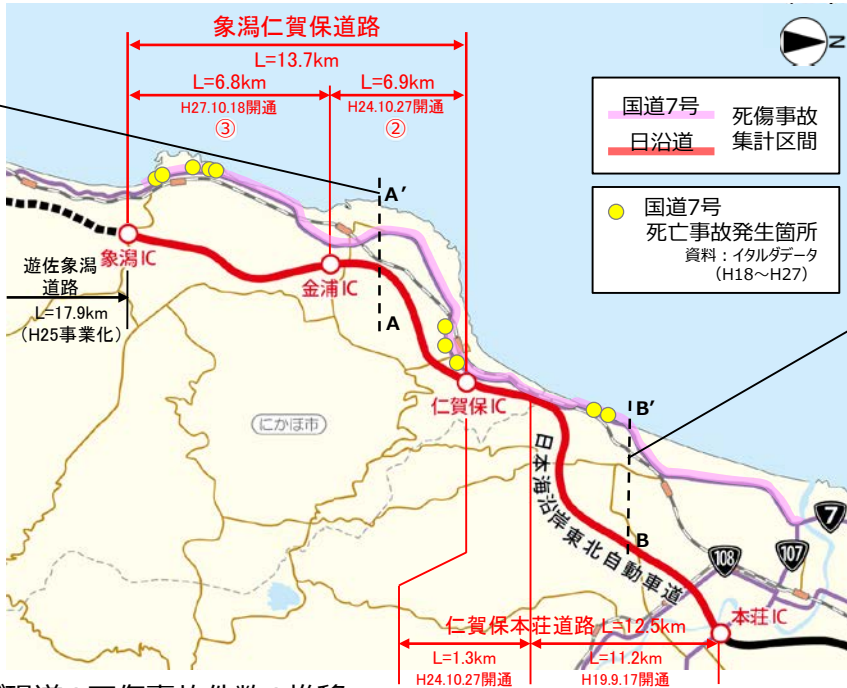 象潟仁賀保道路
L=13.7km
L=6.8km
H27.10.18開通
③
L=6.9km
H24.10.27開通
②
N
国道7号
日沿道
死傷事故
集計区間
国道7号
死亡事故発生箇所
資料：イタルダデータ
（H18～H27）
A′
A
象潟IC
金浦IC
遊佐象潟
道路
L=17.9km
（H25事業化）
仁賀保IC
にかほ市
B′
B
日本海沿岸東北自動車道
7
107
108
本荘IC
仁賀保本荘道路 L=12.5km
L=1.3km
H24.10.27開通
L=11.2km
H19.9.17開通